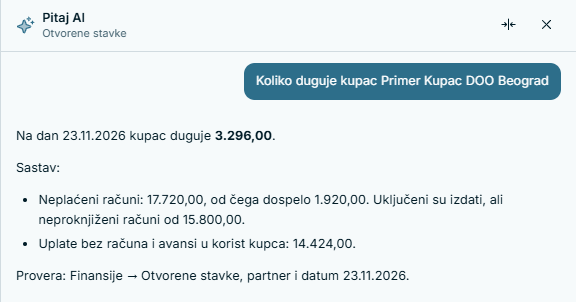 Pitaj AI
Otvorene stavke
Koliko duguje kupac Primer Kupac DOO Beograd
Na dan 23.11.2026 kupac duguje 3.296,00.
Sastav:
• Neplaćeni računi: 17.720,00, od čega dospelo 1.920,00. Uključeni su izdati, ali
neproknjiženi računi od 15.800,00.
• Uplate bez računa i avansi u korist kupca: 14.424,00.
Provera: Finansije → Otvorene stavke, partner i datum 23.11.2026.